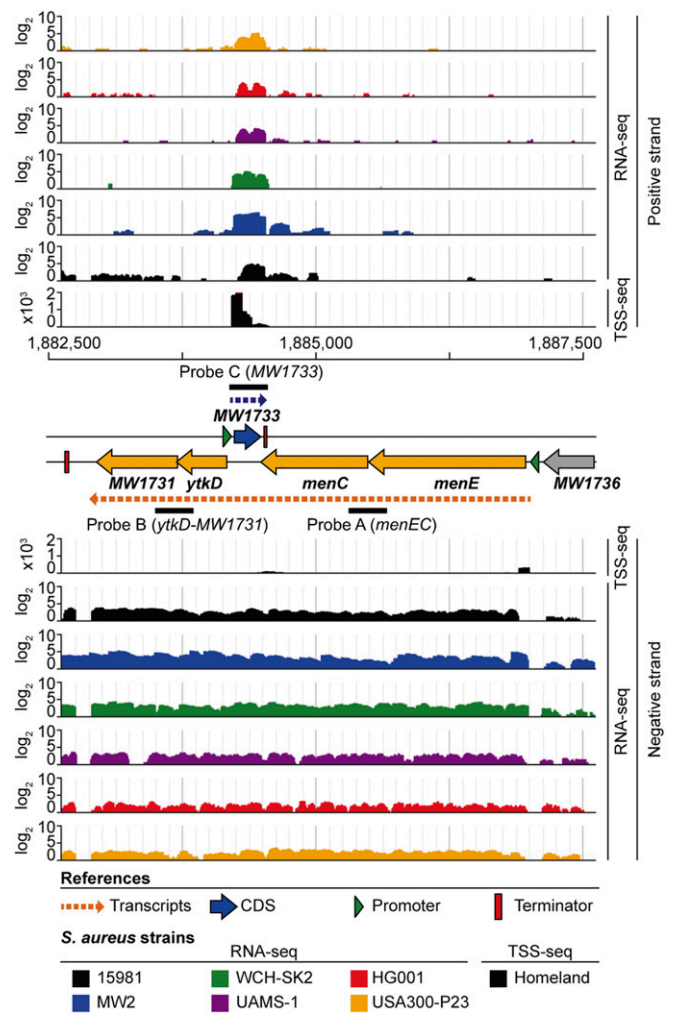 log2 10 5 0
log2 10 5 0
log2 10 5 0
log2 10 5 0
log2 10 5 0
log2 10 5 0
x10³ 2 1 0
RNA-seq
TSS-seq
Positive strand
1,882,500 1,885,000 1,887,500
Probe C (MW1733)
MW1733
MW1731 ytkD menC menE MW1736
Probe B (ytkD-MW1731) Probe A (menEC)
x10³ 2 1 0
log2 10 5 0
log2 10 5 0
log2 10 5 0
log2 10 5 0
log2 10 5 0
log2 10 5 0
TSS-seq
RNA-seq
Negative strand
References
Transcripts CDS Promoter Terminator
S. aureus strains
RNA-seq TSS-seq
15981 WCH-SK2 HG001 Homeland
MW2 UAMS-1 USA300-P23